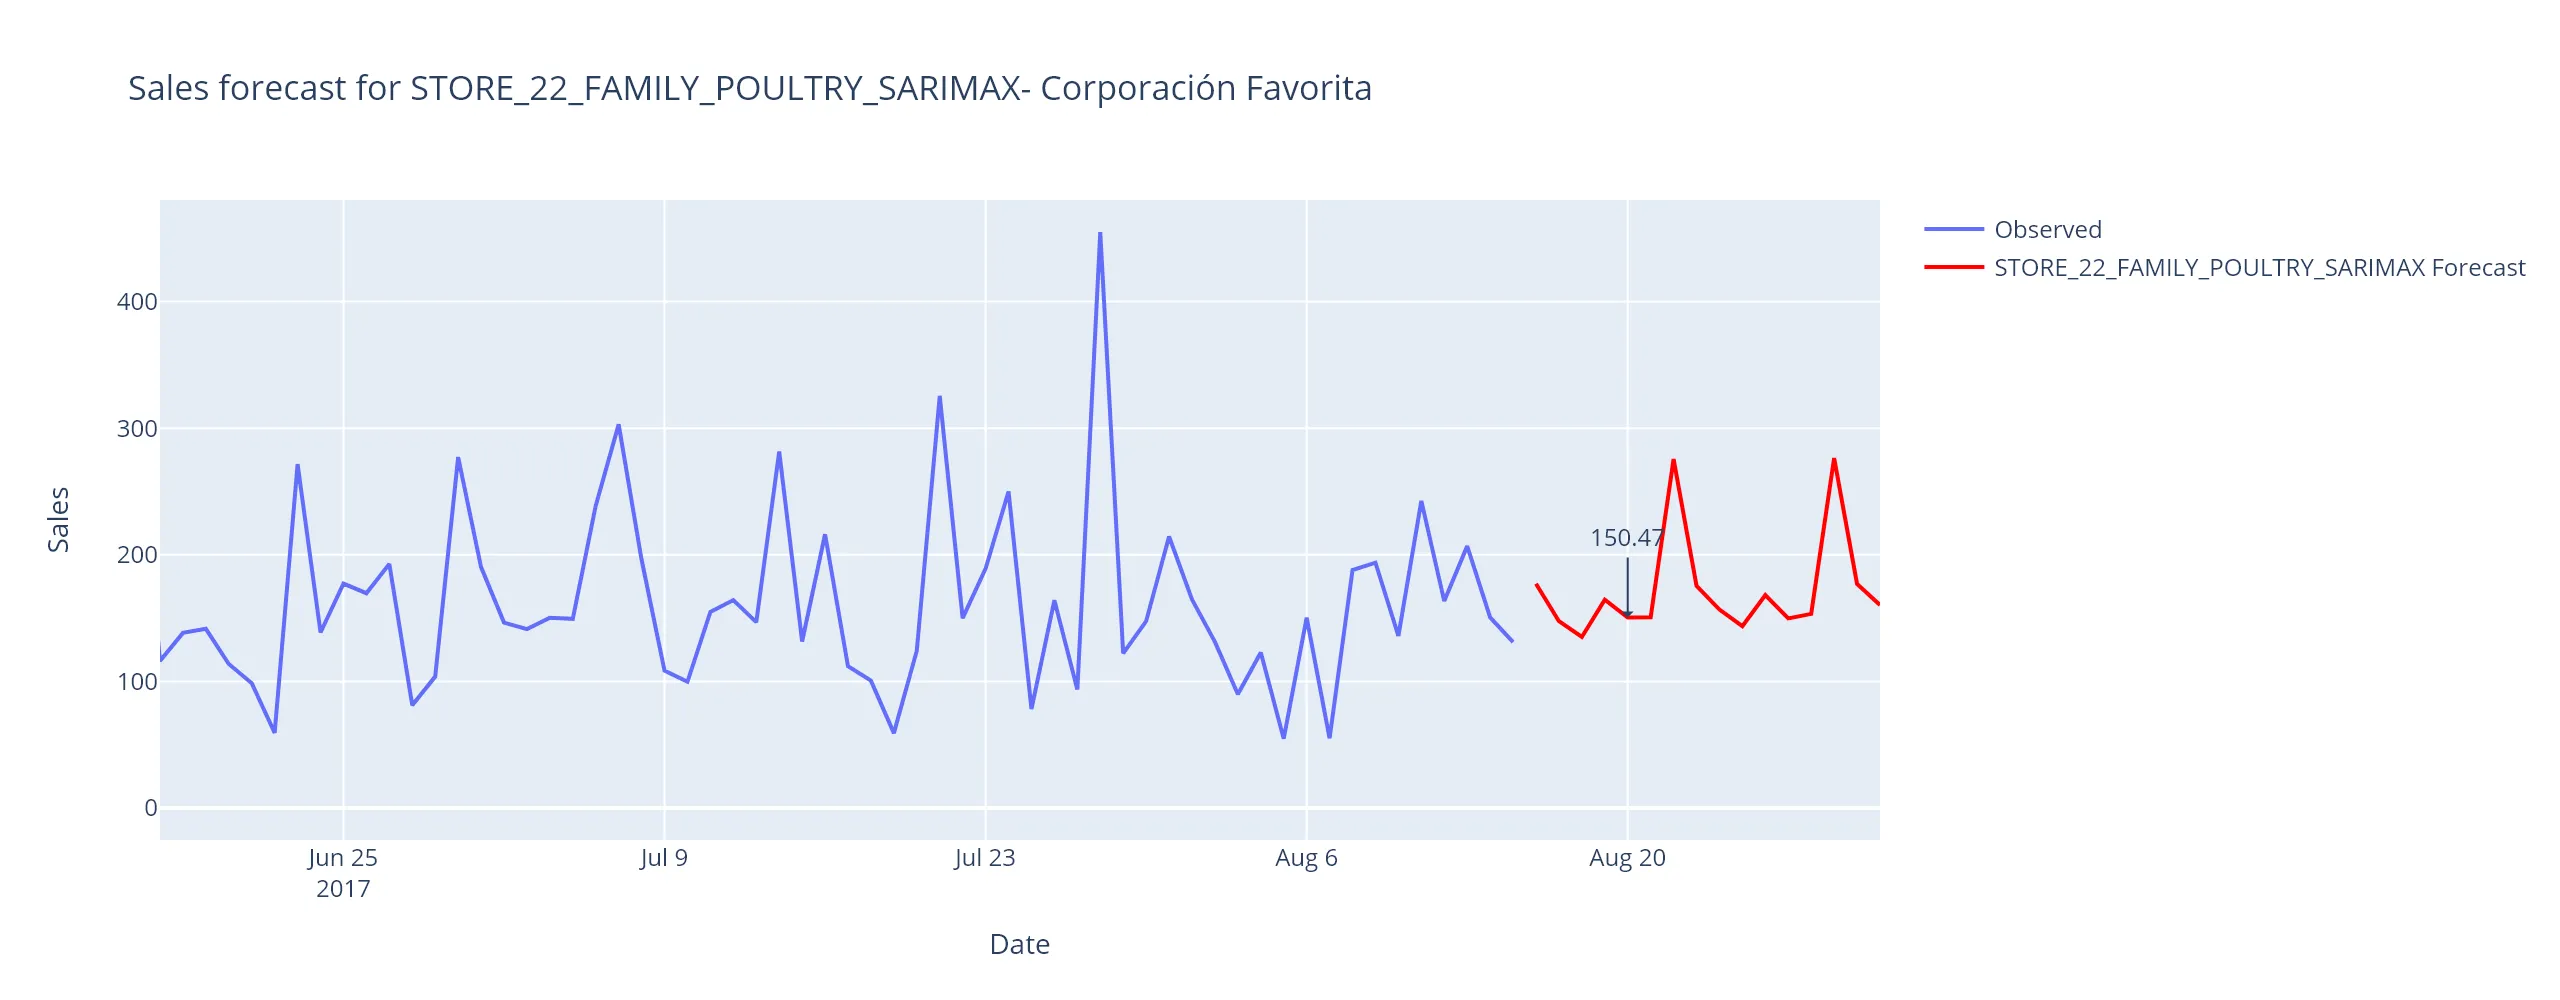 Sales forecast for STORE_22_FAMILY_POULTRY_SARIMAX- Corporación Favorita
Observed
STORE_22_FAMILY_POULTRY_SARIMAX Forecast
400
300
200
100
0
Sales
150.47
Jun 25
2017
Jul 9
Jul 23
Aug 6
Aug 20
Date